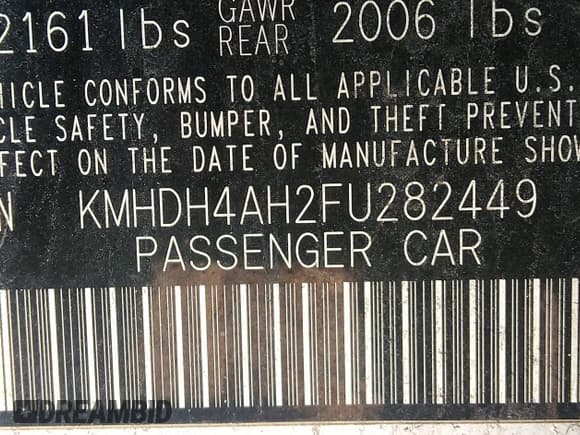 2161 lbs GAWR REAR 2006 lbs
HICLE CONFORMS TO ALL APPLICABLE U.S.
CLE SAFETY, BUMPER, AND THEFT PREVENT
FFECT ON THE DATE OF MANUFACTURE SHOW
N KMHDH4AH2FU282449
PASSENGER CAR
DREAMBID